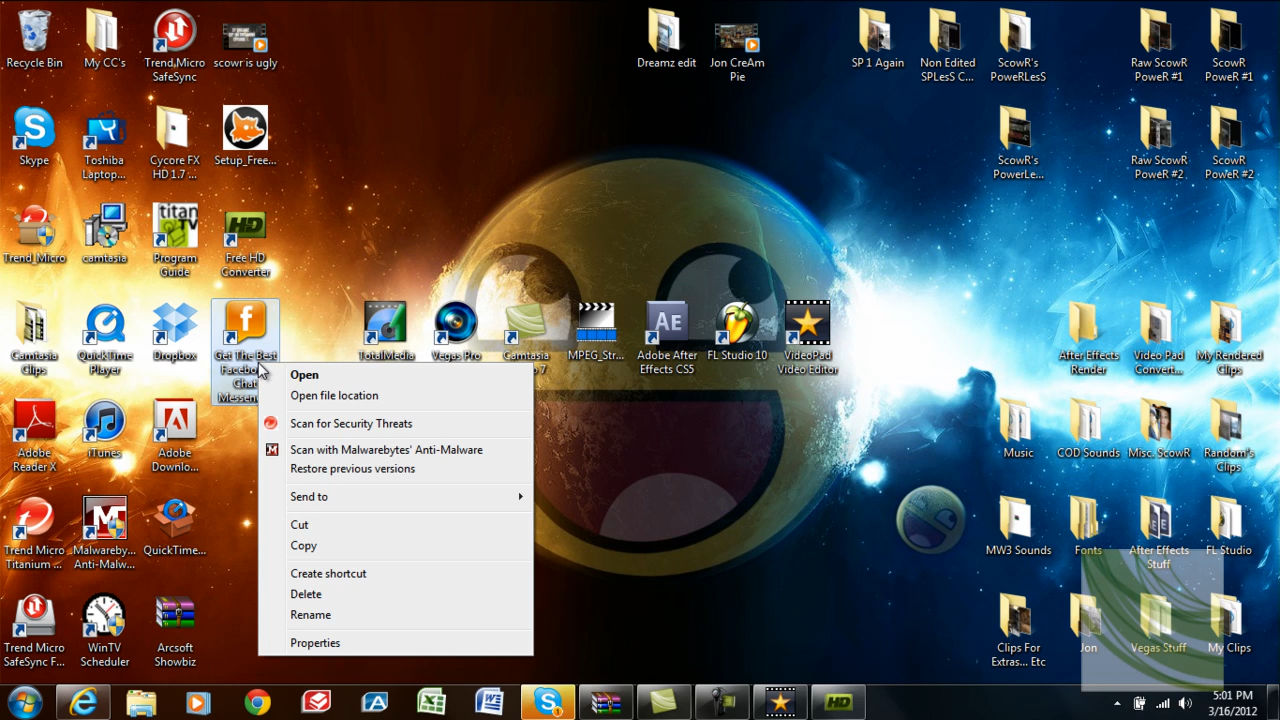 Recycle Bin
My CC's
Trend Micro
SafeSync
scowr is ugly
Dreamz edit
Jon CreAm
Pie
SP 1 Again
Non Edited
SPLesS C...
ScowR's
PoweRLesS
Raw ScowR
PoweR #1
ScowR
PoweR #1
Skype
Toshiba
Laptop...
Cycore FX
HD 1.7 ...
Setup_Free...
ScowR's
PowerLe...
Raw ScowR
PoweR #2
ScowR
PoweR #2
Trend_Micro
camtasia
titan
TV
Program
Guide
HD
Free HD
Converter
Camtasia
Clips
QuickTime
Player
Dropbox
Get The Best
Facebook
Chat
Messen
TotalMedia
Vegas Pro
Camtasia
7
MPEG_Str...
AE
Adobe After
Effects CS5
FL Studio 10
VideoPad
Video Editor
After Effects
Render
Video Pad
Convert...
My Rendered
Clips
Open
Open file location
Scan for Security Threats
Scan with Malwarebytes' Anti-Malware
Restore previous versions
Send to
Cut
Copy
Create shortcut
Delete
Rename
Properties
Adobe
Reader X
iTunes
Adobe
Downlo...
Music
COD Sounds
Misc. ScowR
Random's
Clips
Trend Micro
Titanium ...
Malwareby...
Anti-Malw...
QuickTime...
MW3 Sounds
Fonts
After Effects
Stuff
FL Studio
Trend Micro
SafeSync F...
WinTV
Scheduler
Arcsoft
Showbiz
Clips For
Extras... Etc
Jon
Vegas Stuff
My Clips
HD
5:01 PM
3/16/2012